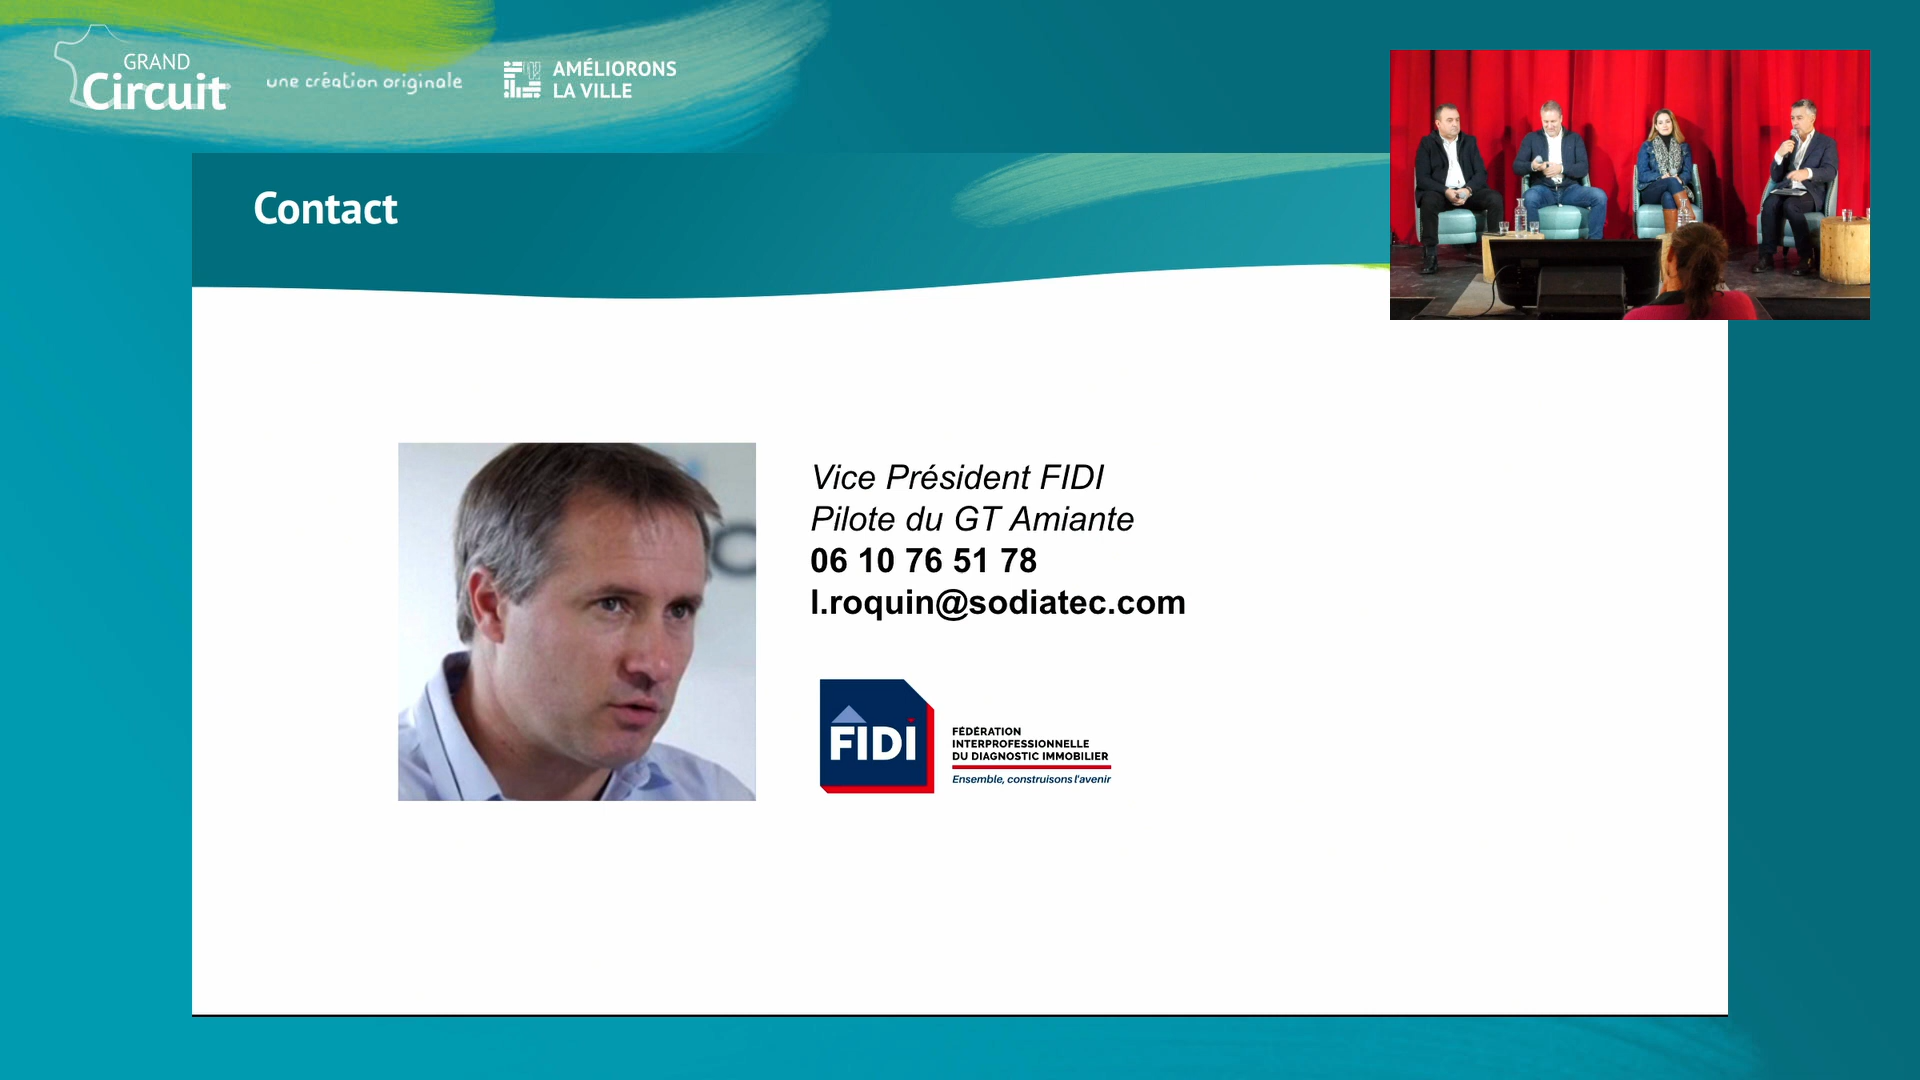 GRAND
Circuit
une création originale
AMÉLIORONS
LA VILLE
Contact
Vice Président FIDI
Pilote du GT Amiante
06 10 76 51 78
l.roquin@sodiatec.com
FIDI
FÉDÉRATION
INTERPROFESSIONNELLE
DU DIAGNOSTIC IMMOBILIER
Ensemble, construisons l'avenir